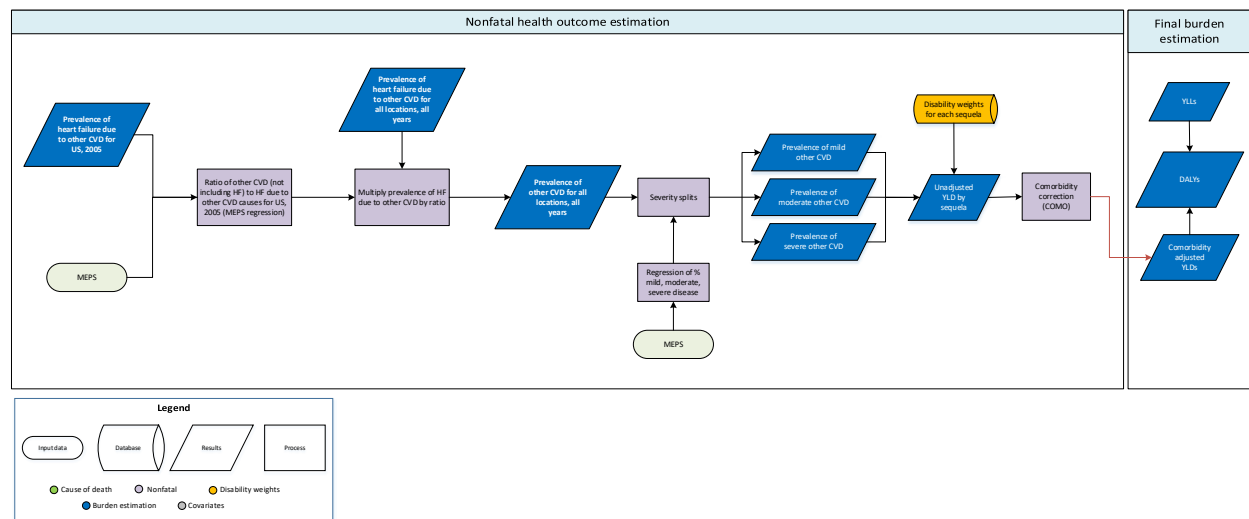 Nonfatal health outcome estimation
Final burden
estimation
Prevalence of
heart failure due
to other CVD for
US, 2005
Prevalence of
heart failure due
to other CVD for
all locations, all
years
Ratio of other CVD (not
including HF) to HF due to
other CVD causes for US,
2005 (MEPS regression)
Multiply prevalence of HF
due to other CVD by ratio
MEPS
Prevalence of
other CVD for all
locations, all
years
Severity splits
Regression of %
mild, moderate,
severe disease
MEPS
Prevalence of mild
other CVD
Prevalence of
moderate other CVD
Prevalence of
severe other CVD
Disability weights
for each sequela
Unadjusted
YLD by
sequela
Comorbidity
correction
(COMO)
YLLs
DALYs
Comorbidity
adjusted
YLDs
Legend
Input data
Database
Results
Process
Cause of death
Nonfatal
Disability weights
Burden estimation
Covariates